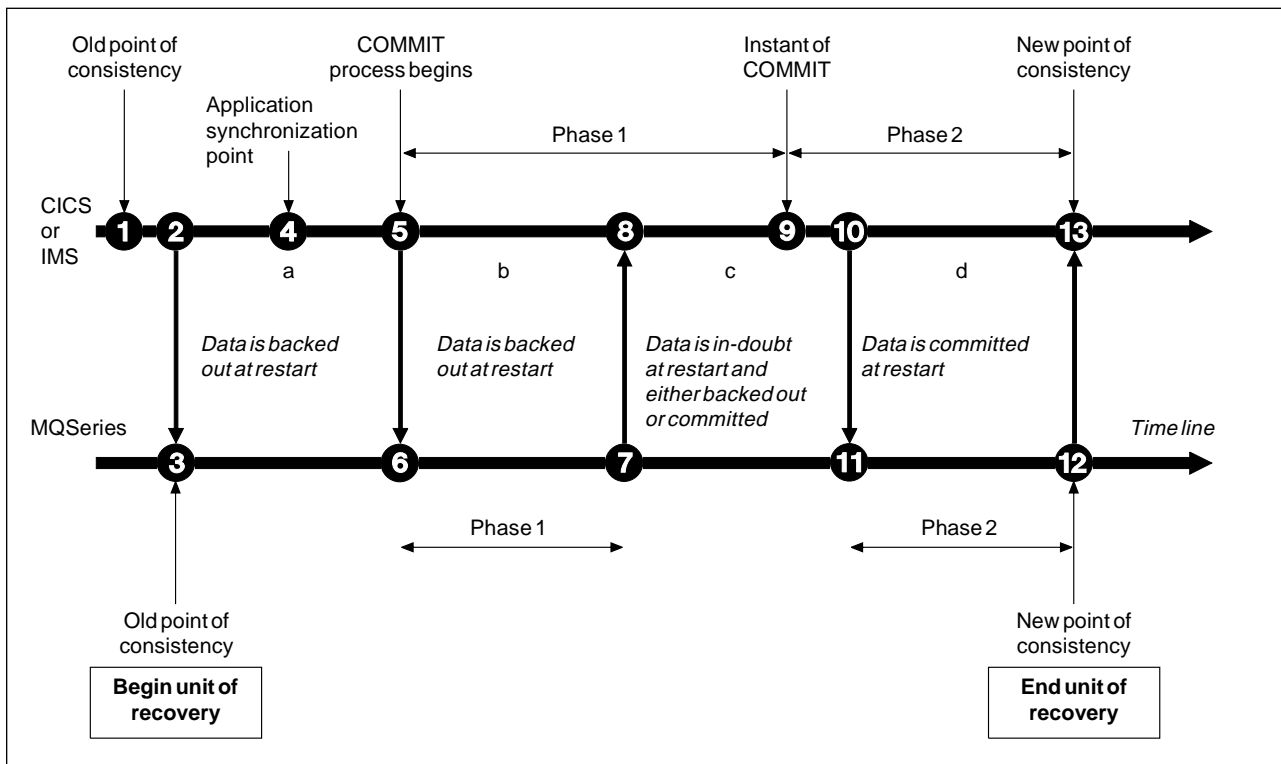 Old point of
consistency
COMMIT
process begins
Instant of
COMMIT
New point of
consistency
Application
synchronization
point
Phase 1
Phase 2
CICS
or
IMS
1
2
4
5
8
9
10
13
a
b
c
d
Data is backed
out at restart
Data is backed
out at restart
Data is in-doubt
at restart and
either backed out
or committed
Data is committed
at restart
MQSeries
Time line
3
6
7
11
12
Phase 1
Phase 2
Old point of
consistency
New point of
consistency
Begin unit of
recovery
End unit of
recovery